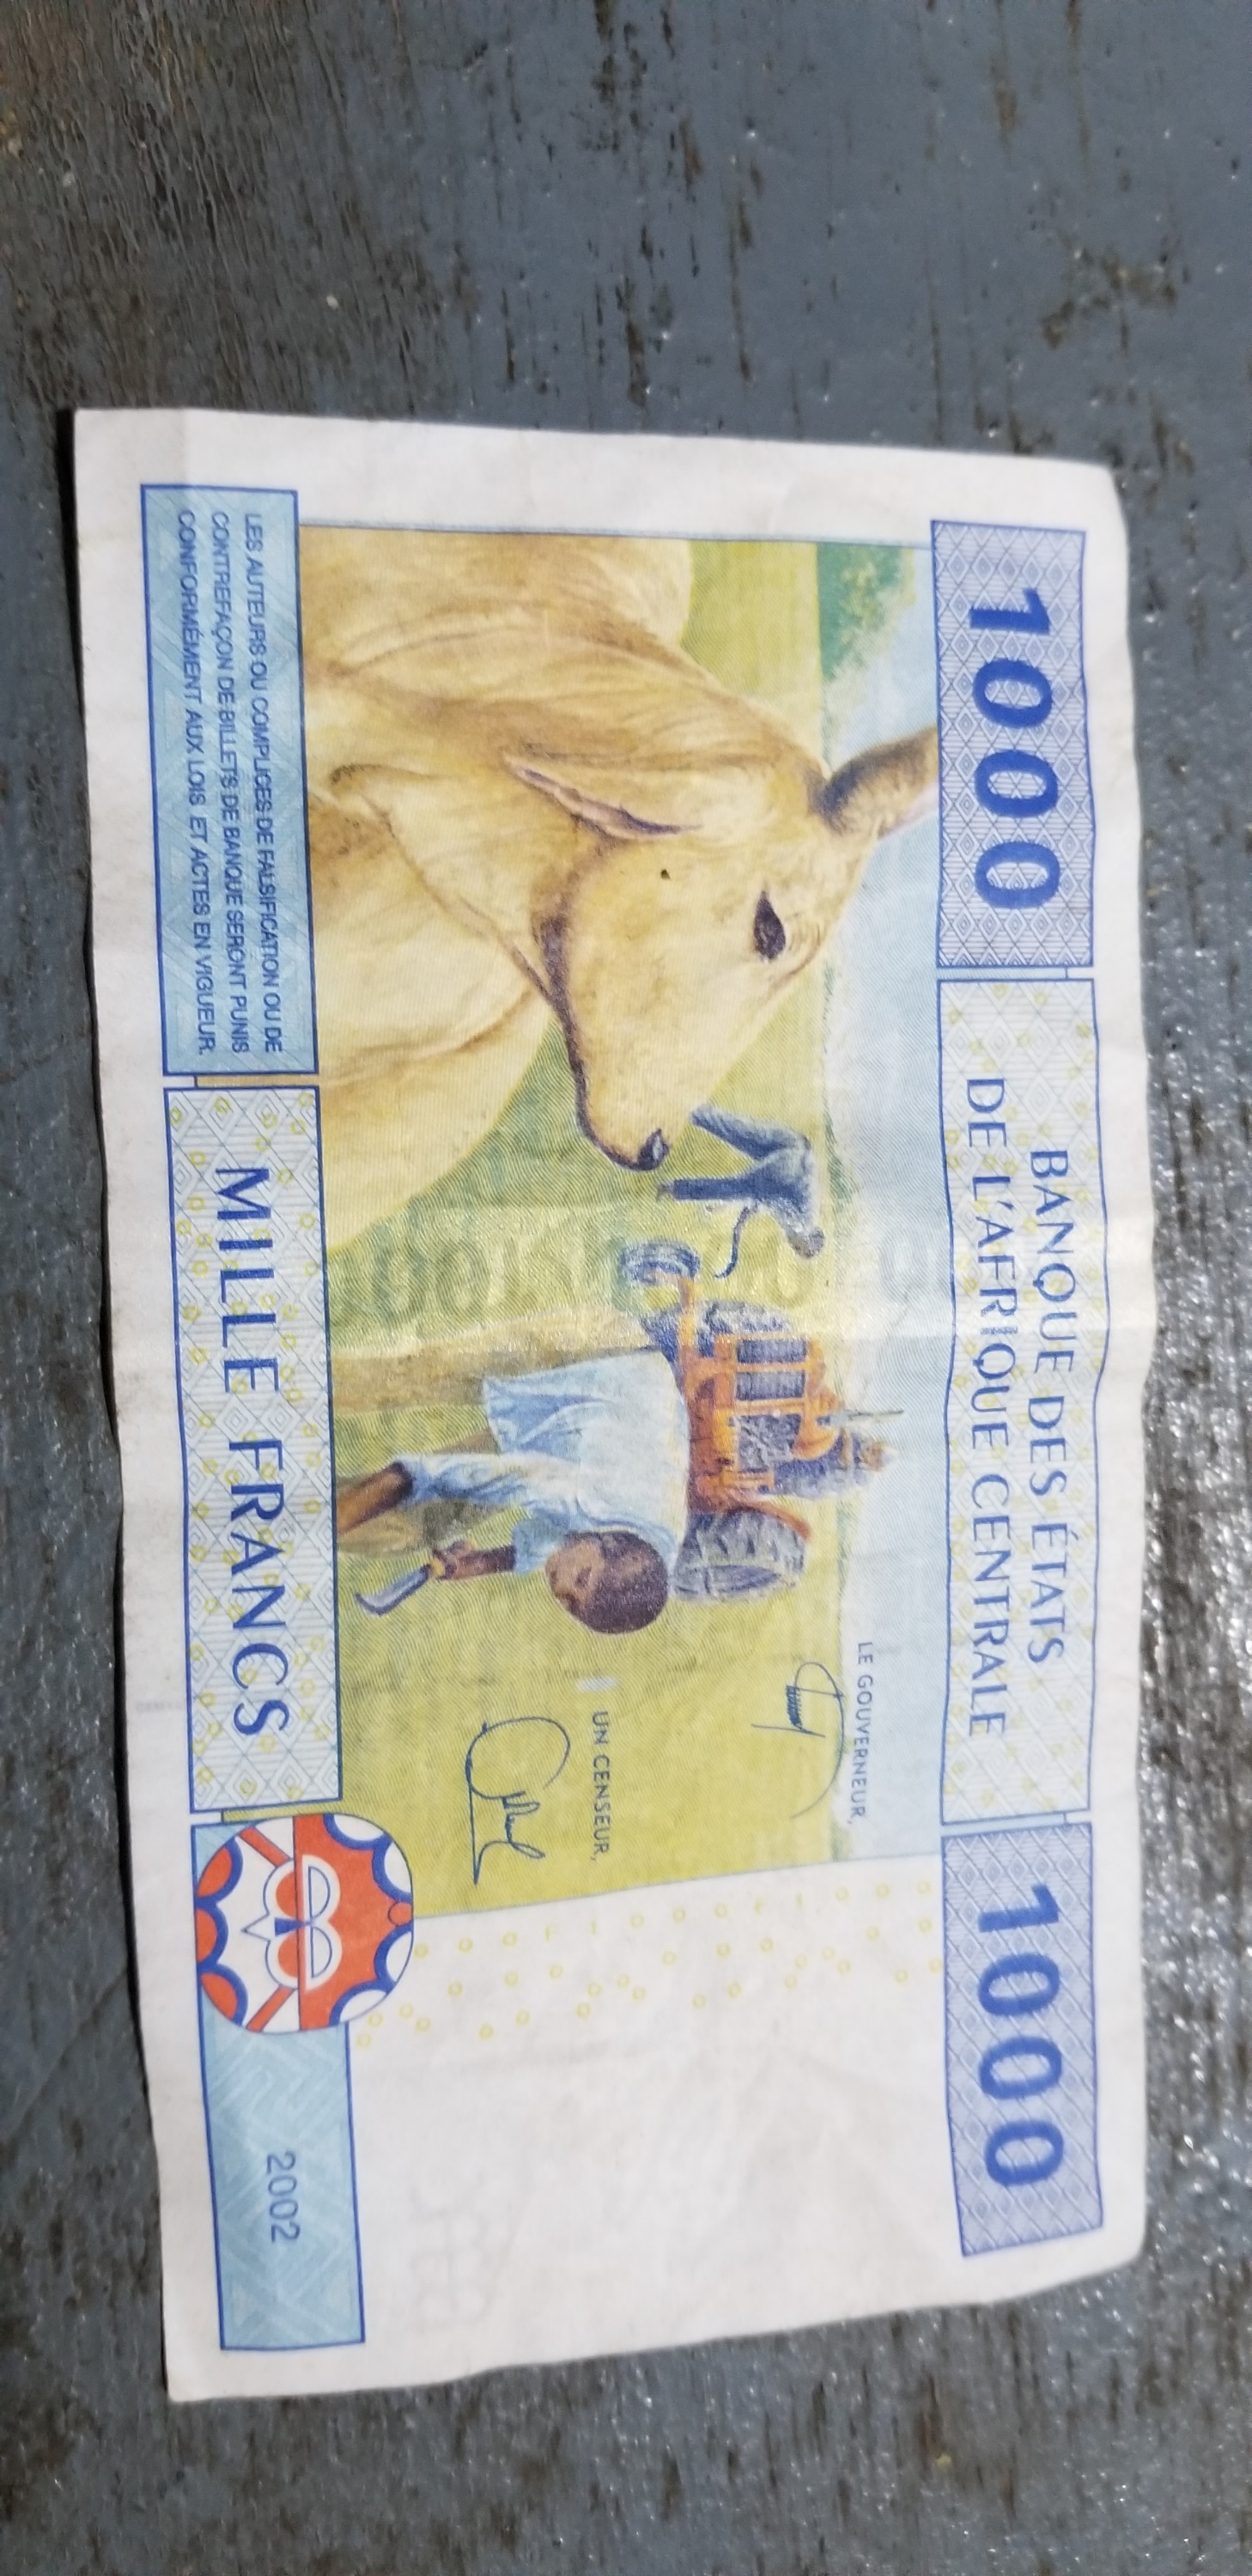 1000
BANQUE DES ÉTATS
DE L'AFRIQUE CENTRALE
1000
LE GOUVERNEUR,
UN CENSEUR,
LES AUTEURS OU COMPLICES DE FALSIFICATION OU DE
CONTREFAÇON DE BILLETS DE BANQUE SERONT PUNIS
CONFORMÉMENT AUX LOIS ET ACTES EN VIGUEUR.
MILLE FRANCS
2002